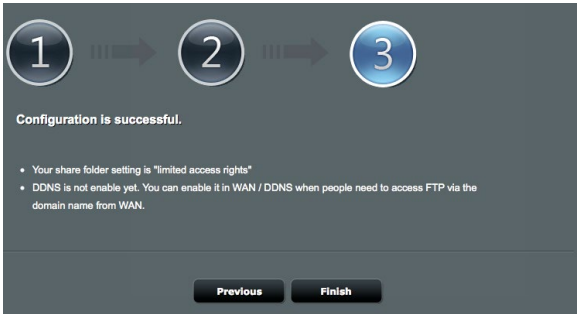 1 2 3
Configuration is successful.
Your share folder setting is "limited access rights"
DDNS is not enable yet. You can enable it in WAN / DDNS when people need to access FTP via the
domain name from WAN.
Previous Finish